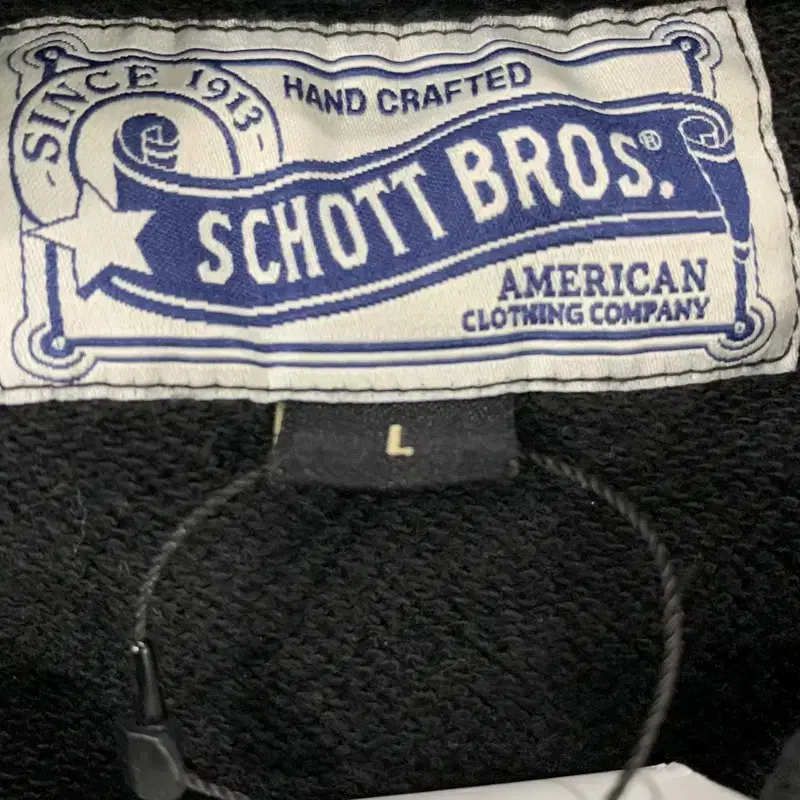 - SINCE 1913 -
HAND CRAFTED
SCHOTT BROS.®
AMERICAN
CLOTHING COMPANY
L